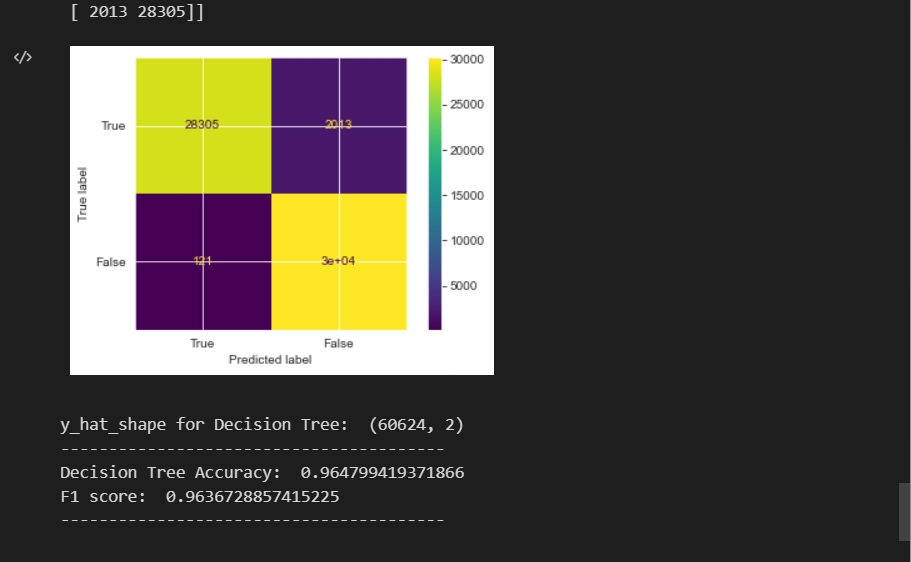 [ 2013 28305]]
</>
30000
True
28305
2013
25000
20000
True label
15000
10000
False
121
3e+04
5000
True
False
Predicted label
y_hat_shape for Decision Tree:  (60624, 2)
----------------------------------------
Decision Tree Accuracy:  0.964799419371866
F1 score:  0.9636728857415225
----------------------------------------